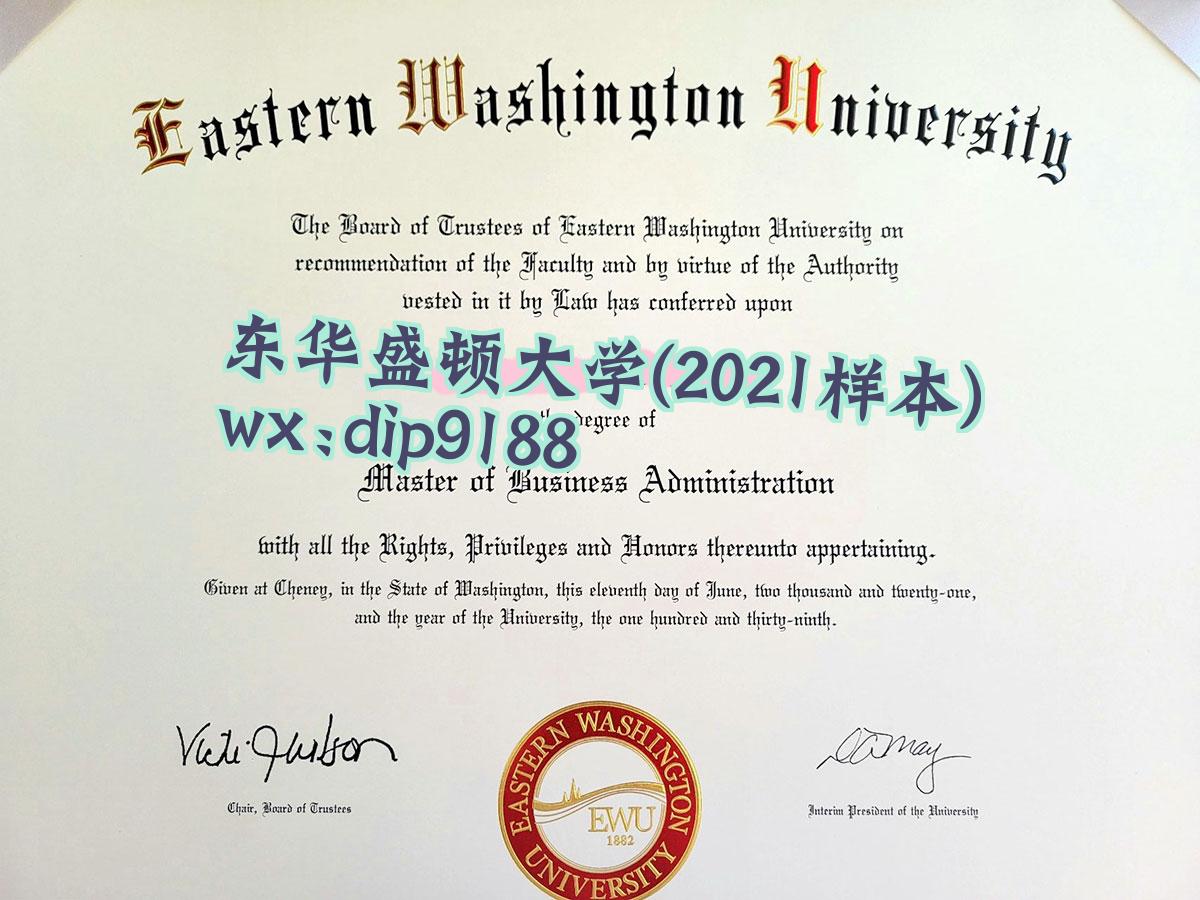 Eastern Washington University
The Board of Trustees of Eastern Washington University on
recommendation of the Faculty and by virtue of the Authority
vested in it by Law has conferred upon
东华盛顿大学(2021样本)
degree of
wx:dip9188
Master of Business Administration
with all the Rights, Privileges and Honors thereunto appertaining.
Given at Cheney, in the State of Washington, this eleventh day of June, two thousand and twenty-one,
and the year of the University, the one hundred and thirty-ninth.
Chair, Board of Trustees
Interim President of the University
EASTERN WASHINGTON
EWU
1882
UNIVERSITY